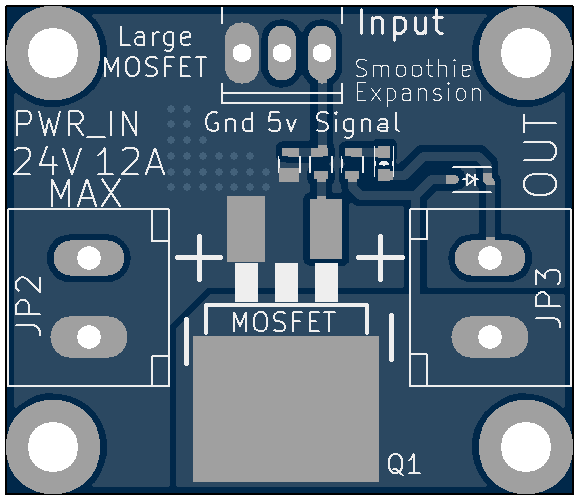 Input
Large
MOSFET
Smoothie
Expansion
Gnd 5v Signal
PWR_IN
24V 12A
MAX
OUT
JP2
JP3
MOSFET
Q1